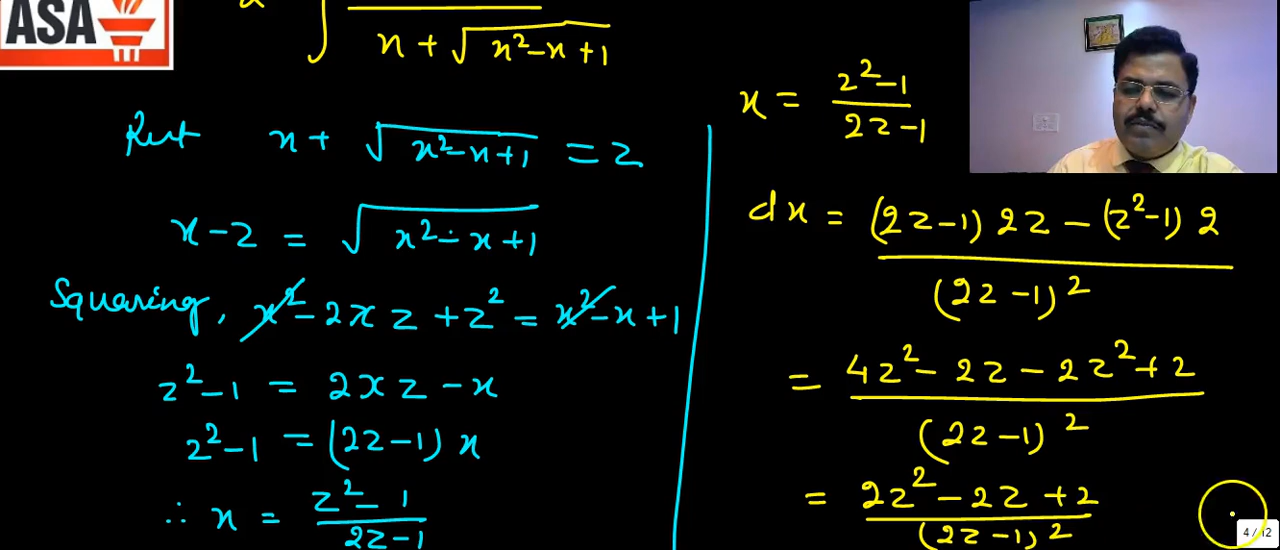 ASA
x + √(x² - x + 1)
Put x + √(x² - x + 1) = z
x - z = √(x² - x + 1)
Squaring, x² - 2xz + z² = x² - x + 1
z² - 1 = 2xz - x
z² - 1 = (2z - 1) x
∴ x = (z² - 1)/(2z - 1)
x = (z² - 1)/(2z - 1)
dx = ((2z - 1) 2z - (z² - 1) 2)/(2z - 1)²
= (4z² - 2z - 2z² + 2)/(2z - 1)²
= (2z² - 2z + 2)/(2z - 1)²
4 / 12